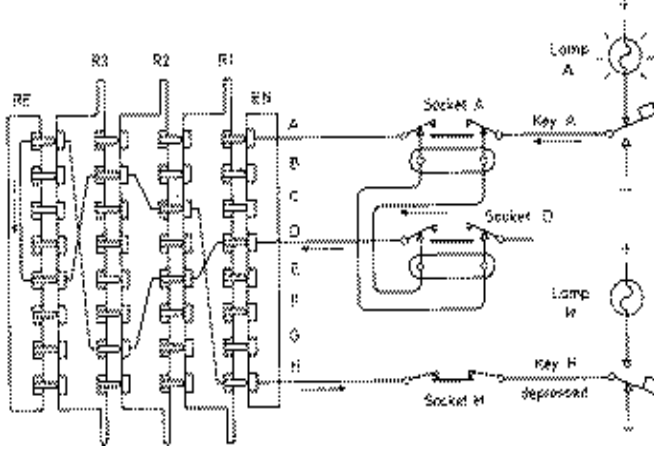 Lamp
A
R3
R2
R1
RE
EN
Socket A
Key A
A
B
C
D
E
F
G
H
Socket D
Lamp
H
Key H
depressed
Socket H